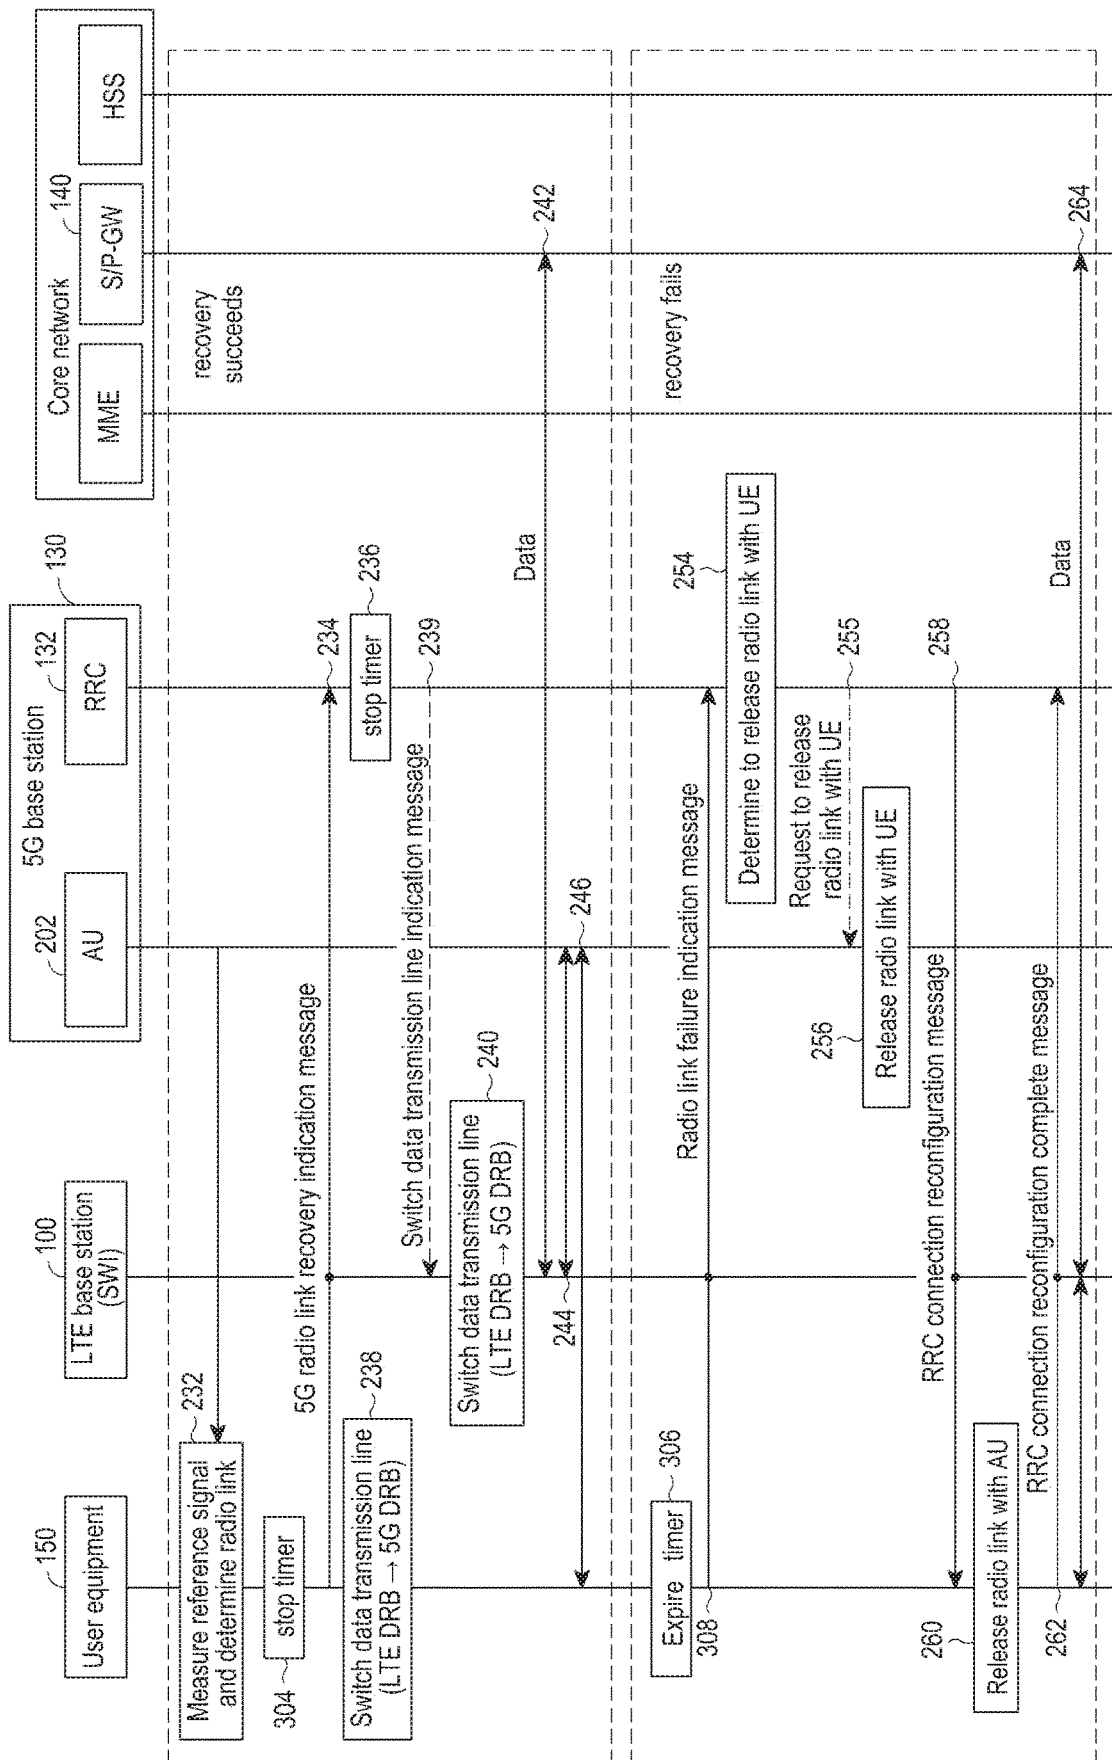 User equipment
150
LTE base station
(SWI)
100
5G base station
130
AU
202
RRC
132
Core network
MME
S/P-GW
140
HSS
recovery
succeeds
Measure reference signal
and determine radio link
232
stop timer
304
5G radio link recovery indication message
234
Switch data transmission line
(LTE DRB → 5G DRB)
238
stop timer
236
Switch data transmission line indication message
239
Switch data transmission line
(LTE DRB → 5G DRB)
240
Data
242
244
246
recovery fails
Expire timer
306
308
Radio link failure indication message
Determine to release radio link with UE
254
Request to release
radio link with UE
255
Release radio link with UE
256
RRC connection reconfiguration message
258
Release radio link with AU
260
RRC connection reconfiguration complete message
262
Data
264